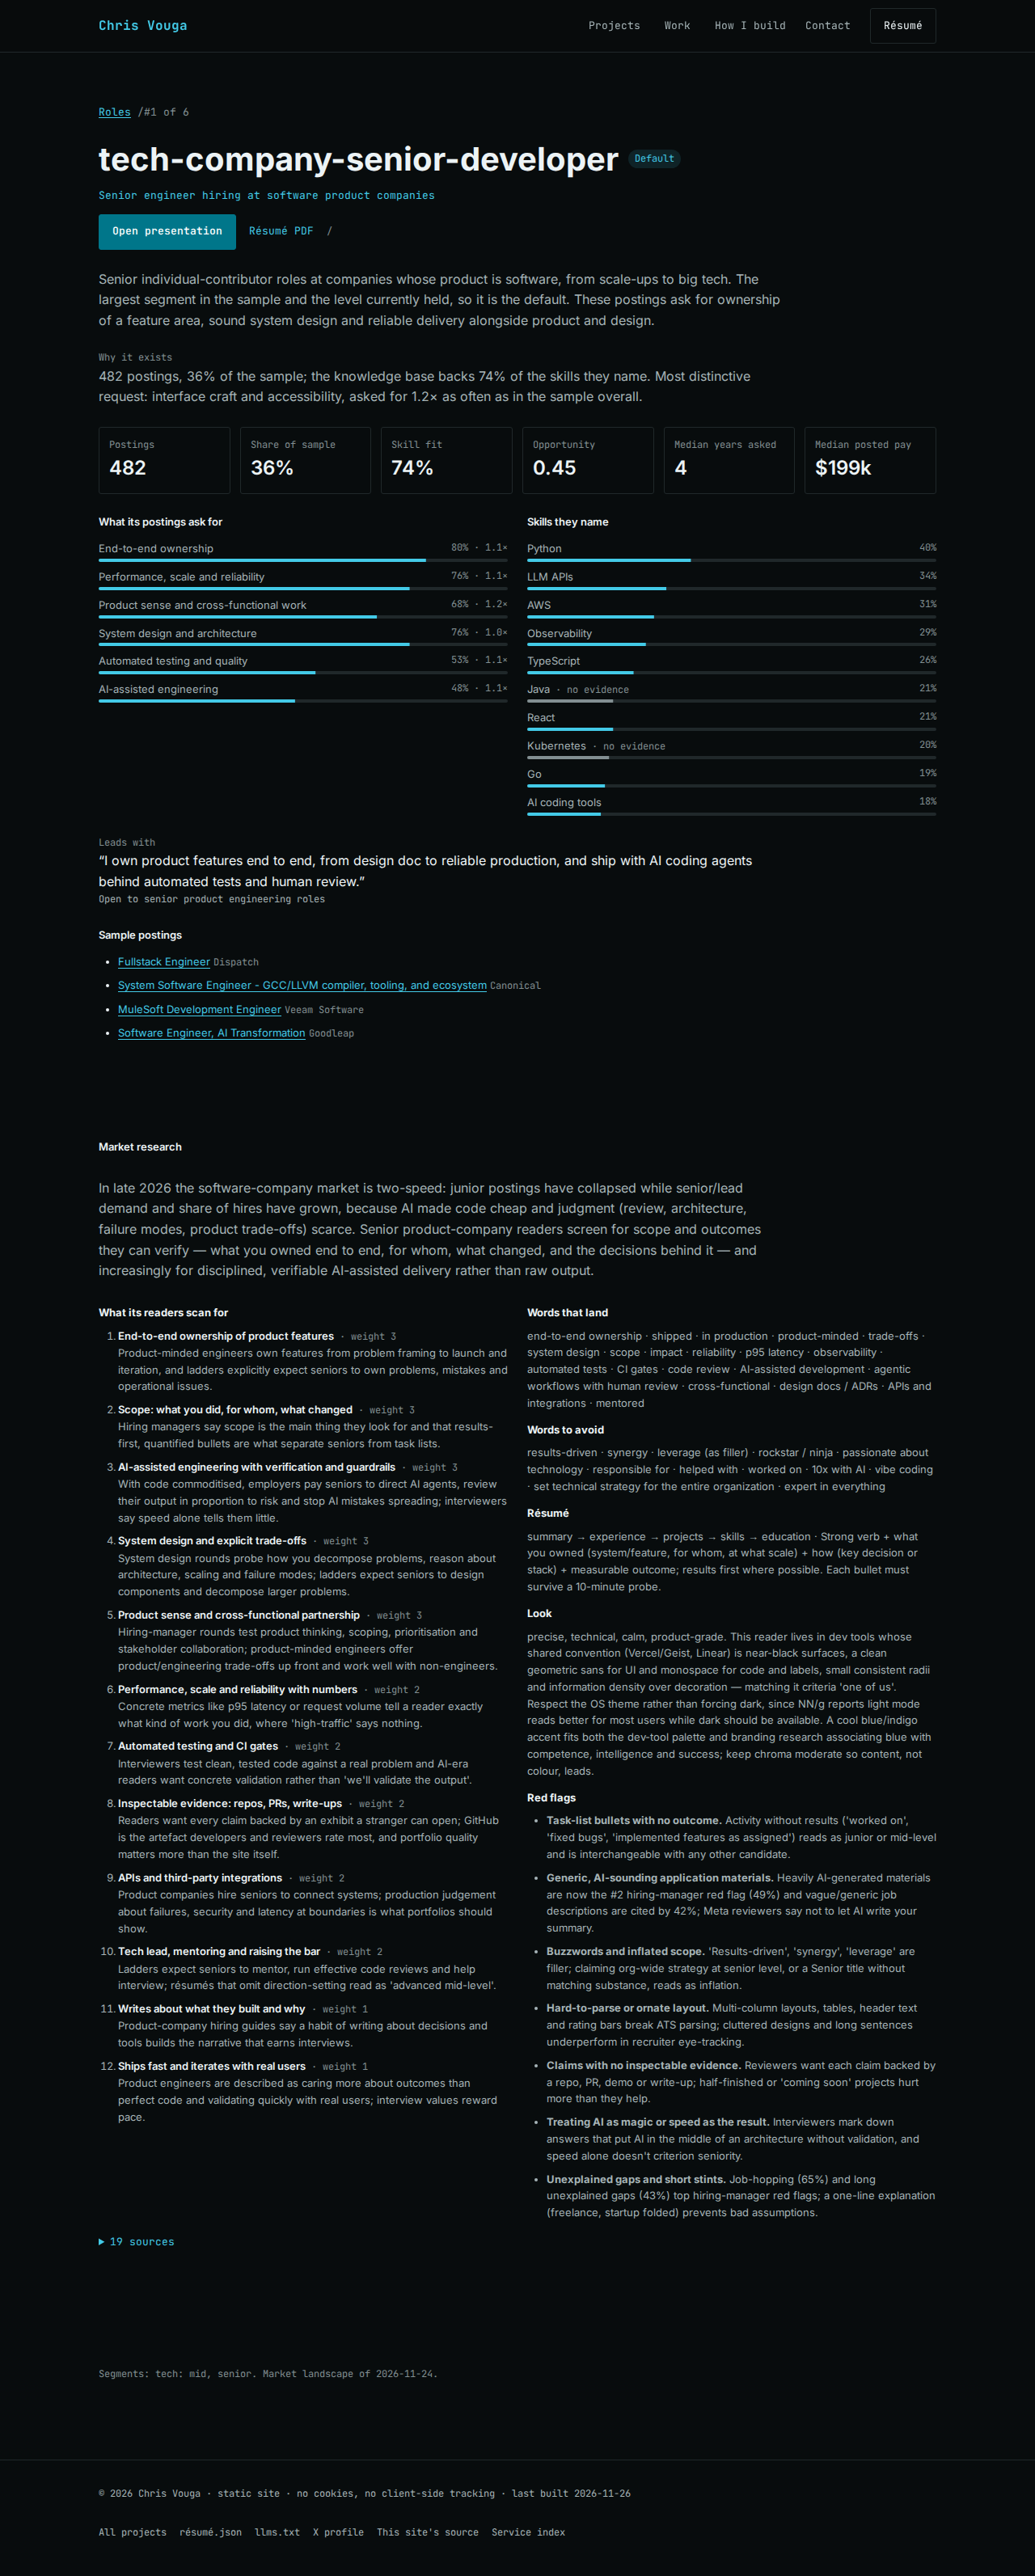 Chris Vouga
Projects Work How I build Contact Résumé
Roles /#1 of 6
tech-company-senior-developer Default
Senior engineer hiring at software product companies
Open presentation Résumé PDF /
Senior individual-contributor roles at companies whose product is software, from scale-ups to big tech. The
largest segment in the sample and the level currently held, so it is the default. These postings ask for ownership
of a feature area, sound system design and reliable delivery alongside product and design.
Why it exists
482 postings, 36% of the sample; the knowledge base backs 74% of the skills they name. Most distinctive
request: interface craft and accessibility, asked for 1.2× as often as in the sample overall.
Postings
482
Share of sample
36%
Skill fit
74%
Opportunity
0.45
Median years asked
4
Median posted pay
$199k
What its postings ask for
End-to-end ownership 80% · 1.1×
Performance, scale and reliability 76% · 1.1×
Product sense and cross-functional work 68% · 1.2×
System design and architecture 76% · 1.0×
Automated testing and quality 53% · 1.1×
AI-assisted engineering 48% · 1.1×
Skills they name
Python 40%
LLM APIs 34%
AWS 31%
Observability 29%
TypeScript 26%
Java · no evidence 21%
React 21%
Kubernetes · no evidence 20%
Go 19%
AI coding tools 18%
Leads with
“I own product features end to end, from design doc to reliable production, and ship with AI coding agents
behind automated tests and human review.”
Open to senior product engineering roles
Sample postings
• Fullstack Engineer Dispatch
• System Software Engineer - GCC/LLVM compiler, tooling, and ecosystem Canonical
• MuleSoft Development Engineer Veeam Software
• Software Engineer, AI Transformation Goodleap
Market research
In late 2026 the software-company market is two-speed: junior postings have collapsed while senior/lead
demand and share of hires have grown, because AI made code cheap and judgment (review, architecture,
failure modes, product trade-offs) scarce. Senior product-company readers screen for scope and outcomes
they can verify — what you owned end to end, for whom, what changed, and the decisions behind it — and
increasingly for disciplined, verifiable AI-assisted delivery rather than raw output.
What its readers scan for
1. End-to-end ownership of product features · weight 3
Product-minded engineers own features from problem framing to launch and
iteration, and ladders explicitly expect seniors to own problems, mistakes and
operational issues.
2. Scope: what you did, for whom, what changed · weight 3
Hiring managers say scope is the main thing they look for and that results-
first, quantified bullets are what separate seniors from task lists.
3. AI-assisted engineering with verification and guardrails · weight 3
With code commoditised, employers pay seniors to direct AI agents, review
their output in proportion to risk and stop AI mistakes spreading; interviewers
say speed alone tells them little.
4. System design and explicit trade-offs · weight 3
System design rounds probe how you decompose problems, reason about
architecture, scaling and failure modes; ladders expect seniors to design
components and decompose larger problems.
5. Product sense and cross-functional partnership · weight 3
Hiring-manager rounds test product thinking, scoping, prioritisation and
stakeholder collaboration; product-minded engineers offer
product/engineering trade-offs up front and work well with non-engineers.
6. Performance, scale and reliability with numbers · weight 2
Concrete metrics like p95 latency or request volume tell a reader exactly
what kind of work you did, where 'high-traffic' says nothing.
7. Automated testing and CI gates · weight 2
Interviewers test clean, tested code against a real problem and AI-era
readers want concrete validation rather than 'we'll validate the output'.
8. Inspectable evidence: repos, PRs, write-ups · weight 2
Readers want every claim backed by an exhibit a stranger can open; GitHub
is the artefact developers and reviewers rate most, and portfolio quality
matters more than the site itself.
9. APIs and third-party integrations · weight 2
Product companies hire seniors to connect systems; production judgement
about failures, security and latency at boundaries is what portfolios should
show.
10. Tech lead, mentoring and raising the bar · weight 2
Ladders expect seniors to mentor, run effective code reviews and help
interview; résumés that omit direction-setting read as 'advanced mid-level'.
11. Writes about what they built and why · weight 1
Product-company hiring guides say a habit of writing about decisions and
tools builds the narrative that earns interviews.
12. Ships fast and iterates with real users · weight 1
Product engineers are described as caring more about outcomes than
perfect code and validating quickly with real users; interview values reward
pace.
Words that land
end-to-end ownership · shipped · in production · product-minded · trade-offs ·
system design · scope · impact · reliability · p95 latency · observability ·
automated tests · CI gates · code review · AI-assisted development · agentic
workflows with human review · cross-functional · design docs / ADRs · APIs and
integrations · mentored
Words to avoid
results-driven · synergy · leverage (as filler) · rockstar / ninja · passionate about
technology · responsible for · helped with · worked on · 10x with AI · vibe coding
· set technical strategy for the entire organization · expert in everything
Résumé
summary → experience → projects → skills → education · Strong verb + what
you owned (system/feature, for whom, at what scale) + how (key decision or
stack) + measurable outcome; results first where possible. Each bullet must
survive a 10-minute probe.
Look
precise, technical, calm, product-grade. This reader lives in dev tools whose
shared convention (Vercel/Geist, Linear) is near-black surfaces, a clean
geometric sans for UI and monospace for code and labels, small consistent radii
and information density over decoration — matching it criteria 'one of us'.
Respect the OS theme rather than forcing dark, since NN/g reports light mode
reads better for most users while dark should be available. A cool blue/indigo
accent fits both the dev-tool palette and branding research associating blue with
competence, intelligence and success; keep chroma moderate so content, not
colour, leads.
Red flags
• Task-list bullets with no outcome. Activity without results ('worked on',
'fixed bugs', 'implemented features as assigned') reads as junior or mid-level
and is interchangeable with any other candidate.
• Generic, AI-sounding application materials. Heavily AI-generated materials
are now the #2 hiring-manager red flag (49%) and vague/generic job
descriptions are cited by 42%; Meta reviewers say not to let AI write your
summary.
• Buzzwords and inflated scope. 'Results-driven', 'synergy', 'leverage' are
filler; claiming org-wide strategy at senior level, or a Senior title without
matching substance, reads as inflation.
• Hard-to-parse or ornate layout. Multi-column layouts, tables, header text
and rating bars break ATS parsing; cluttered designs and long sentences
underperform in recruiter eye-tracking.
• Claims with no inspectable evidence. Reviewers want each claim backed by
a repo, PR, demo or write-up; half-finished or 'coming soon' projects hurt
more than they help.
• Treating AI as magic or speed as the result. Interviewers mark down
answers that put AI in the middle of an architecture without validation, and
speed alone doesn't criterion seniority.
• Unexplained gaps and short stints. Job-hopping (65%) and long
unexplained gaps (43%) top hiring-manager red flags; a one-line explanation
(freelance, startup folded) prevents bad assumptions.
▶ 19 sources
Segments: tech: mid, senior. Market landscape of 2026-11-24.
© 2026 Chris Vouga · static site · no cookies, no client-side tracking · last built 2026-11-26
All projects résumé.json llms.txt X profile This site's source Service index